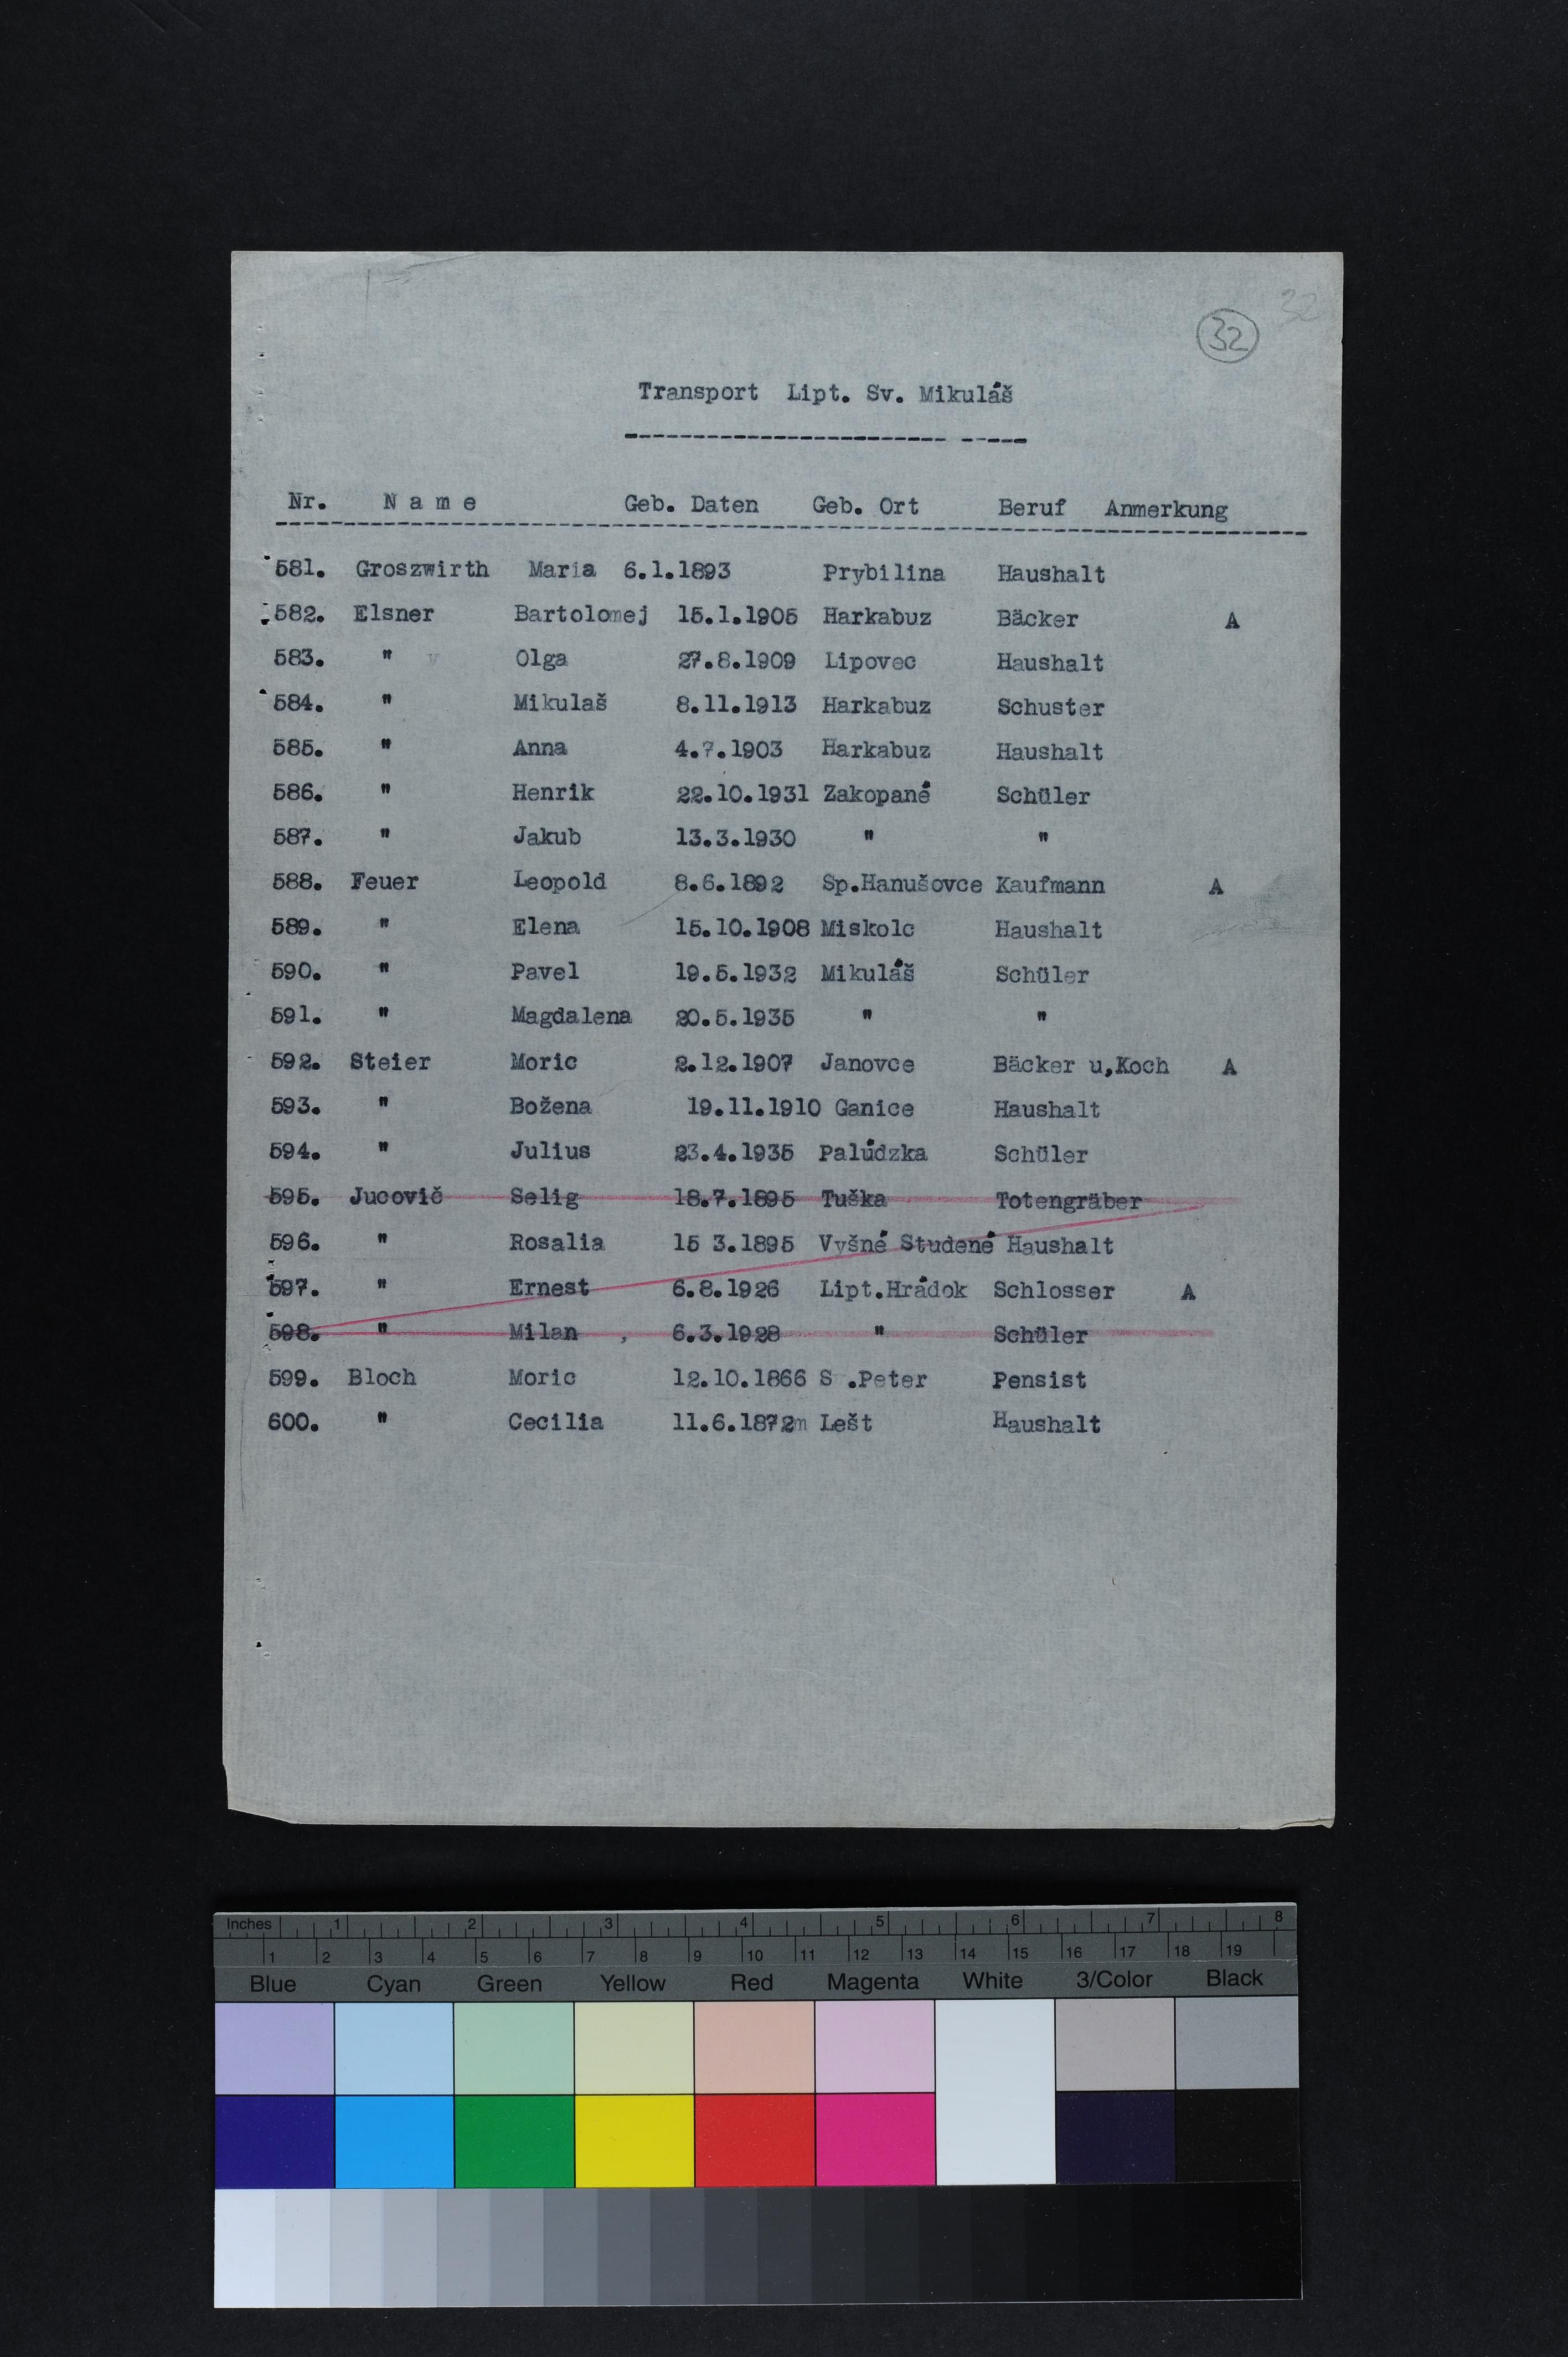 32
32
Transport Lipt. Sv. Mikuláš
Nr. N a m e Geb. Daten Geb. Ort Beruf Anmerkung
581. Groszwirth Maria 6.1.1893 Prybilina Haushalt
582. Elsner Bartolomej 15.1.1905 Harkabuz Bäcker A
583. " v Olga 27.8.1909 Lipovec Haushalt
584. " Mikulaš 8.11.1913 Harkabuz Schuster
585. " Anna 4.7.1903 Harkabuz Haushalt
586. " Henrik 22.10.1931 Zakopané Schüler
587. " Jakub 13.3.1930 " "
588. Feuer Leopold 8.6.1892 Sp.Hanušovce Kaufmann A
589. " Elena 15.10.1908 Miskolc Haushalt
590. " Pavel 19.5.1932 Mikuláš Schüler
591. " Magdalena 20.5.1935 " "
592. Steier Moric 2.12.1907 Janovce Bäcker u,Koch A
593. " Božena 19.11.1910 Ganice Haushalt
594. " Julius 23.4.1935 Palúdzka Schüler
595. Jucovič Selig 18.7.1895 Tuška Totengräber
596. " Rosalia 15 3.1895 Vyšné Studené Haushalt
597. " Ernest 6.8.1926 Lipt.Hrádok Schlosser A
598. " Milan , 6.3.1928 " Schüler
599. Bloch Moric 12.10.1866 S .Peter Pensist
600. " Cecilia 11.6.1872m Lešt Haushalt
Inches 1 2 3 4 5 6 7 8
1 2 3 4 5 6 7 8 9 10 11 12 13 14 15 16 17 18 19
Blue Cyan Green Yellow Red Magenta White 3/Color Black